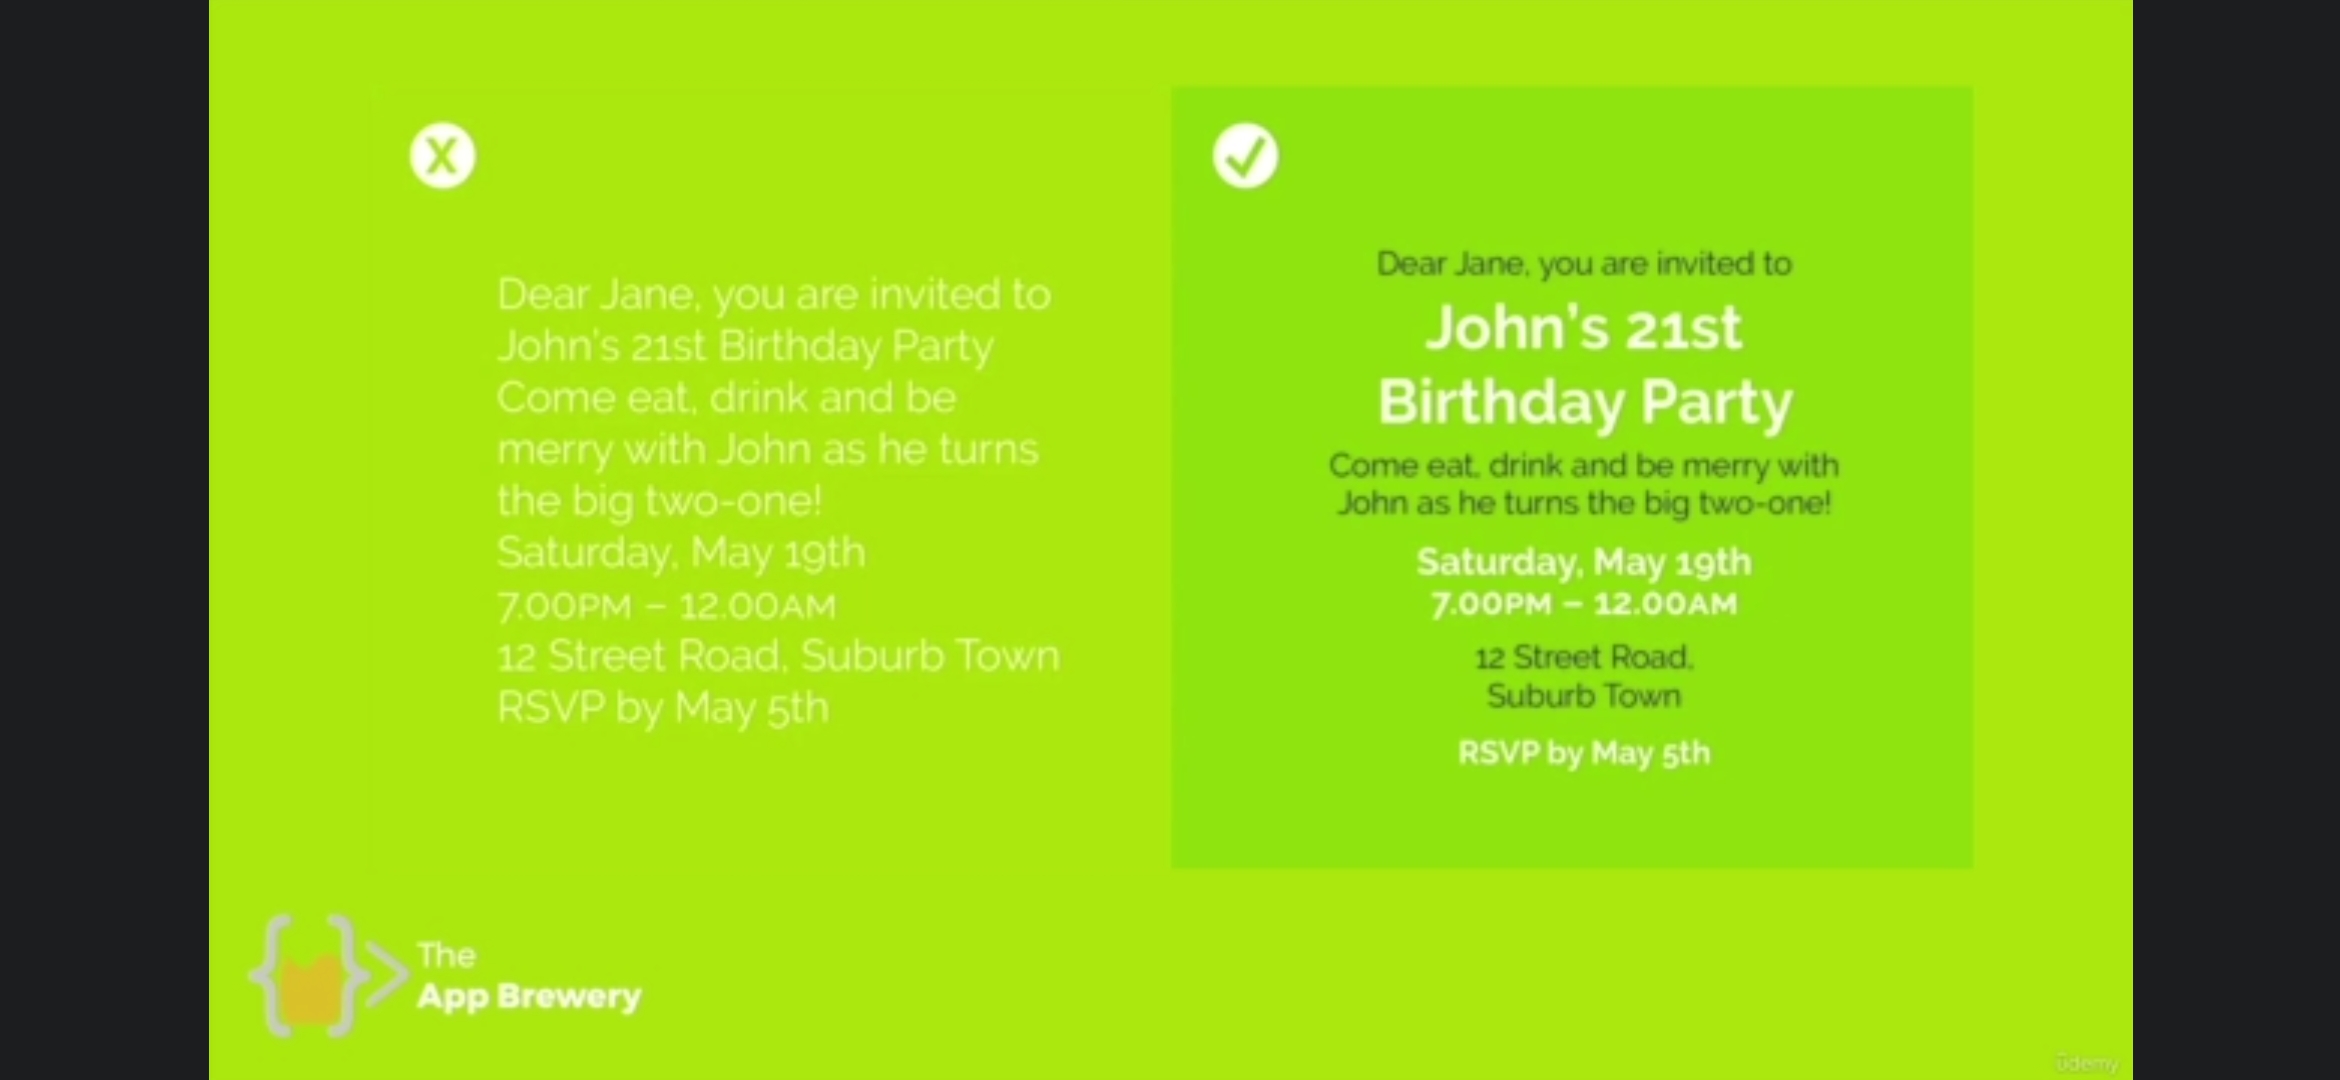 X
Dear Jane, you are invited to
John's 21st Birthday Party
Come eat, drink and be
merry with John as he turns
the big two-one!
Saturday, May 19th
7.00PM – 12.00AM
12 Street Road, Suburb Town
RSVP by May 5th
Dear Jane, you are invited to
John's 21st
Birthday Party
Come eat, drink and be merry with
John as he turns the big two-one!
Saturday, May 19th
7.00PM – 12.00AM
12 Street Road,
Suburb Town
RSVP by May 5th
The
App Brewery
ûdemy